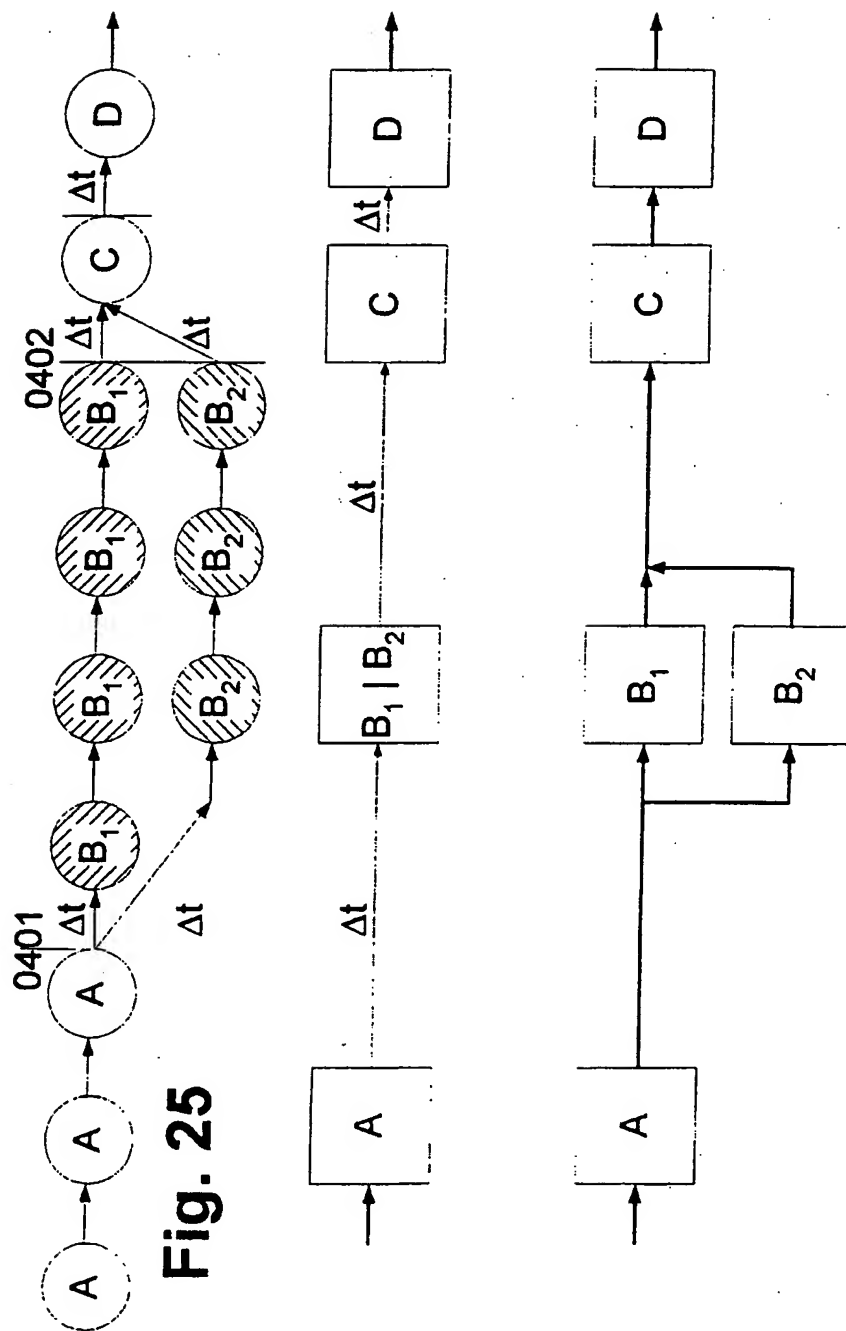 0401
0402
A
A
A
Δt
B₁
B₁
B₁
B₁
Δt
C
Δt
D
Δt
B₂
B₂
B₂
Δt
Fig. 25
A
Δt
B₁ | B₂
Δt
C
Δt
D
A
B₁
C
D
B₂